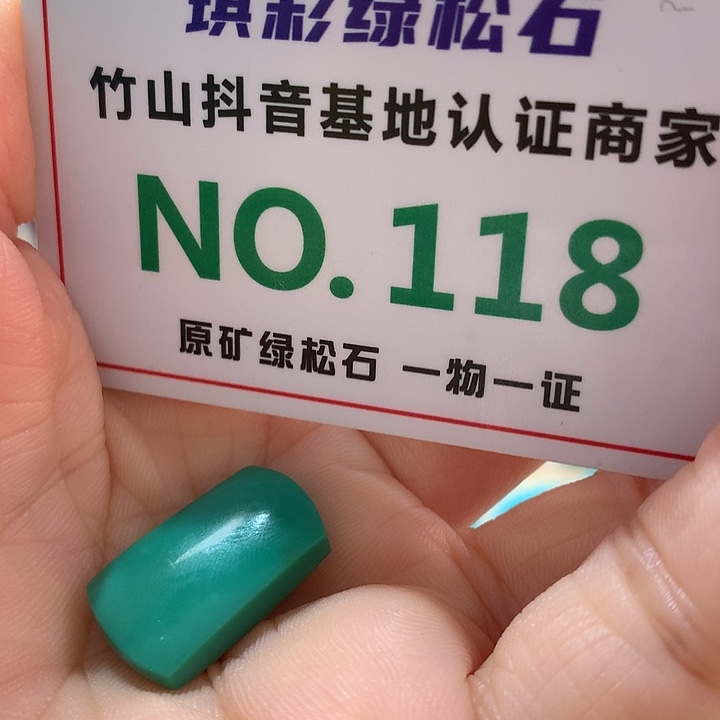 琪彩绿松石
竹山抖音基地认证商家
NO.118
原矿绿松石 一物一证